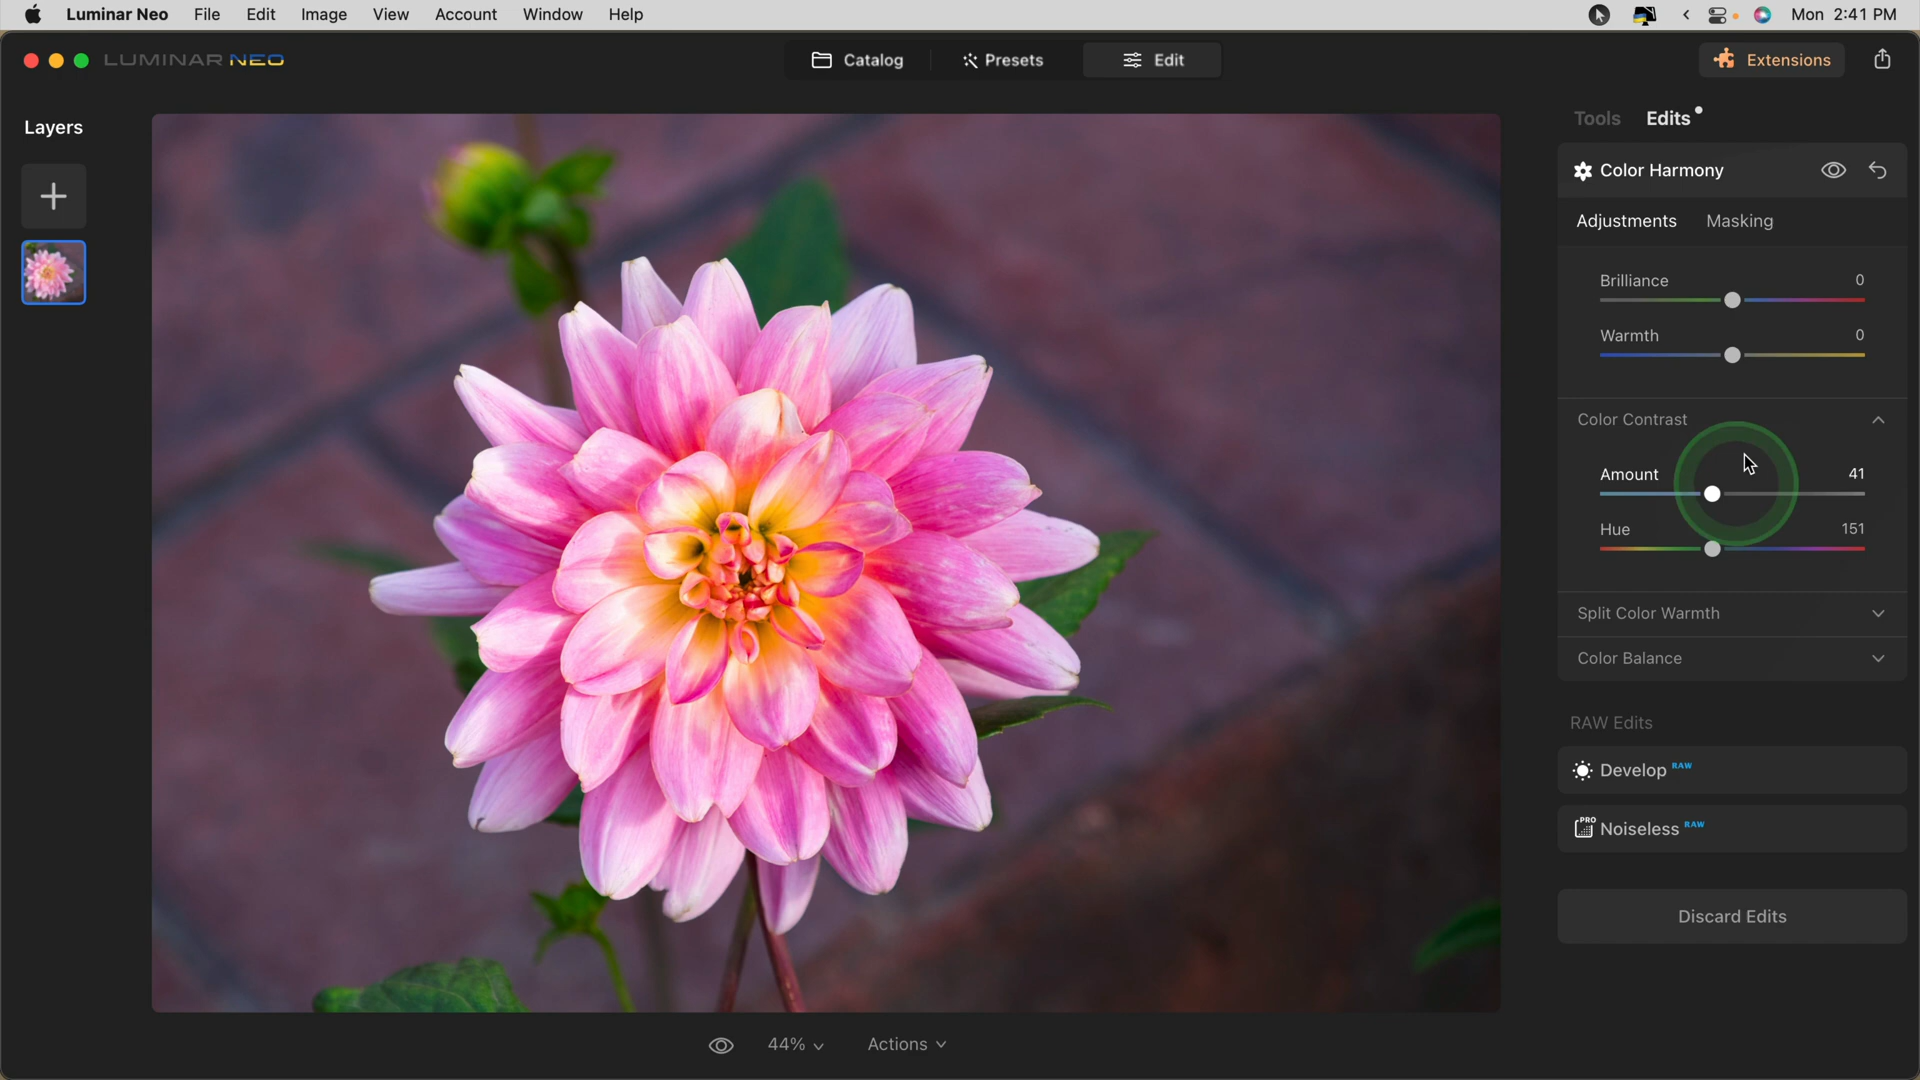 Luminar Neo File Edit Image View Account Window Help Mon 2:41 PM
LUMINAR NEO Catalog Presets Edit Extensions
Layers
Tools Edits
Color Harmony
Adjustments Masking
Brilliance 0
Warmth 0
Color Contrast
Amount 41
Hue 151
Split Color Warmth
Color Balance
RAW Edits
Develop RAW
PRO
Noiseless RAW
Discard Edits
44% Actions